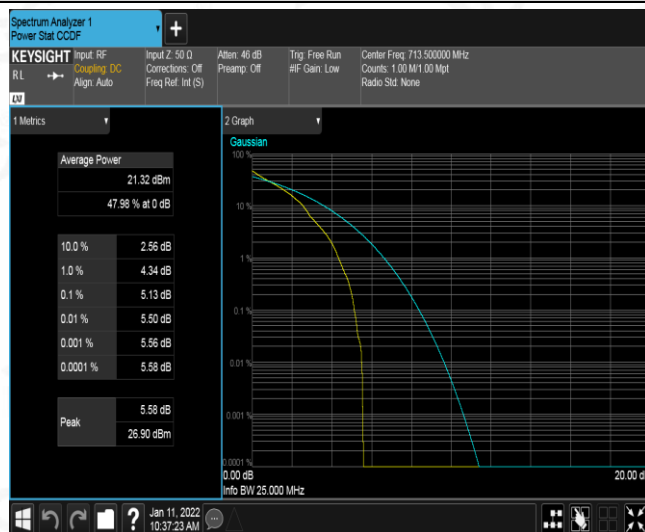 Spectrum Analyzer 1
Power Stat CCDF
+
KEYSIGHT Input: RF Input Z: 50 Ω Atten: 46 dB Trig: Free Run Center Freq: 713.500000 MHz
RL Coupling: DC Corrections: Off Preamp: Off #IF Gain: Low Counts: 1.00 M/1.00 Mpt
Align: Auto Freq Ref: Int (S) Radio Std: None
LXI
1 Metrics
Average Power
21.32 dBm
47.98 % at 0 dB
10.0 % 2.56 dB
1.0 % 4.34 dB
0.1 % 5.13 dB
0.01 % 5.50 dB
0.001 % 5.56 dB
0.0001 % 5.58 dB
Peak
5.58 dB
26.90 dBm
2 Graph
Gaussian
100 %
10 %
1 %
0.1 %
0.01 %
0.001 %
0.0001 %
0.00 dB 20.00 d
Info BW 25.000 MHz
? Jan 11, 2022
10:37:23 AM